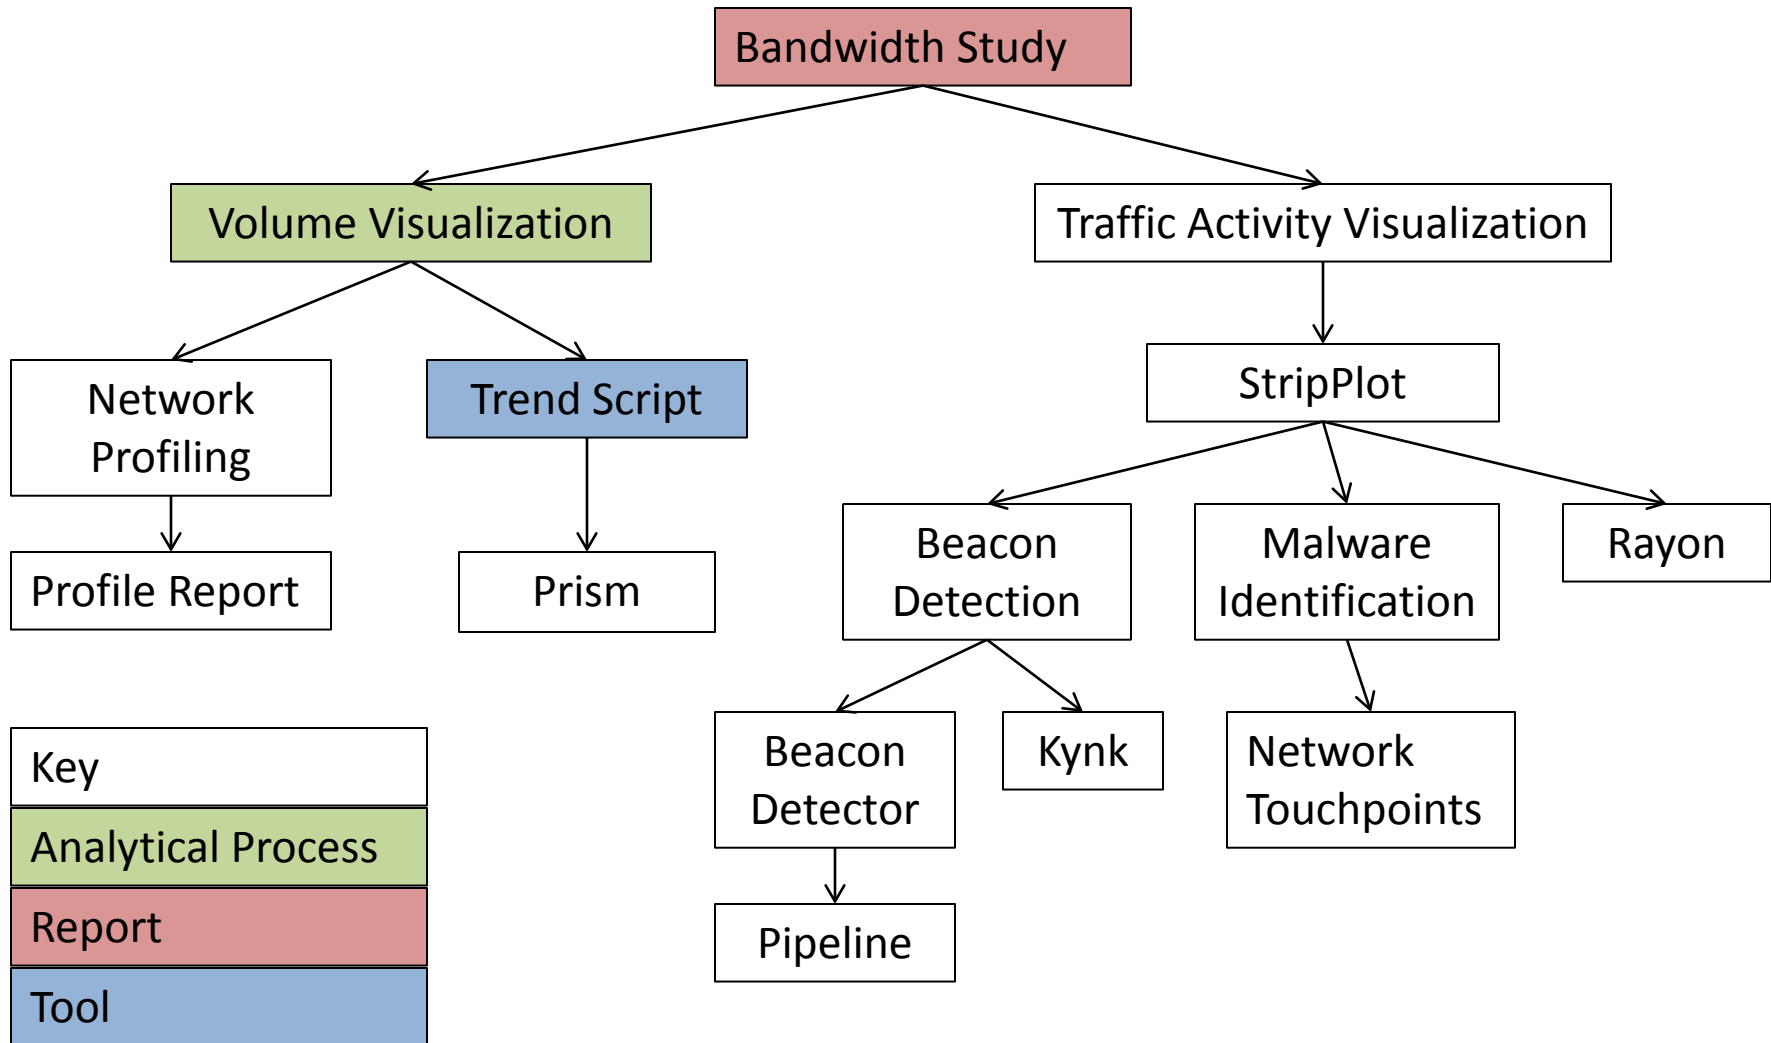 Bandwidth Study
Volume Visualization
Traffic Activity Visualization
Network
Profiling
Trend Script
StripPlot
Profile Report
Prism
Beacon
Detection
Malware
Identification
Rayon
Beacon
Detector
Kynk
Network
Touchpoints
Pipeline
Key
Analytical Process
Report
Tool